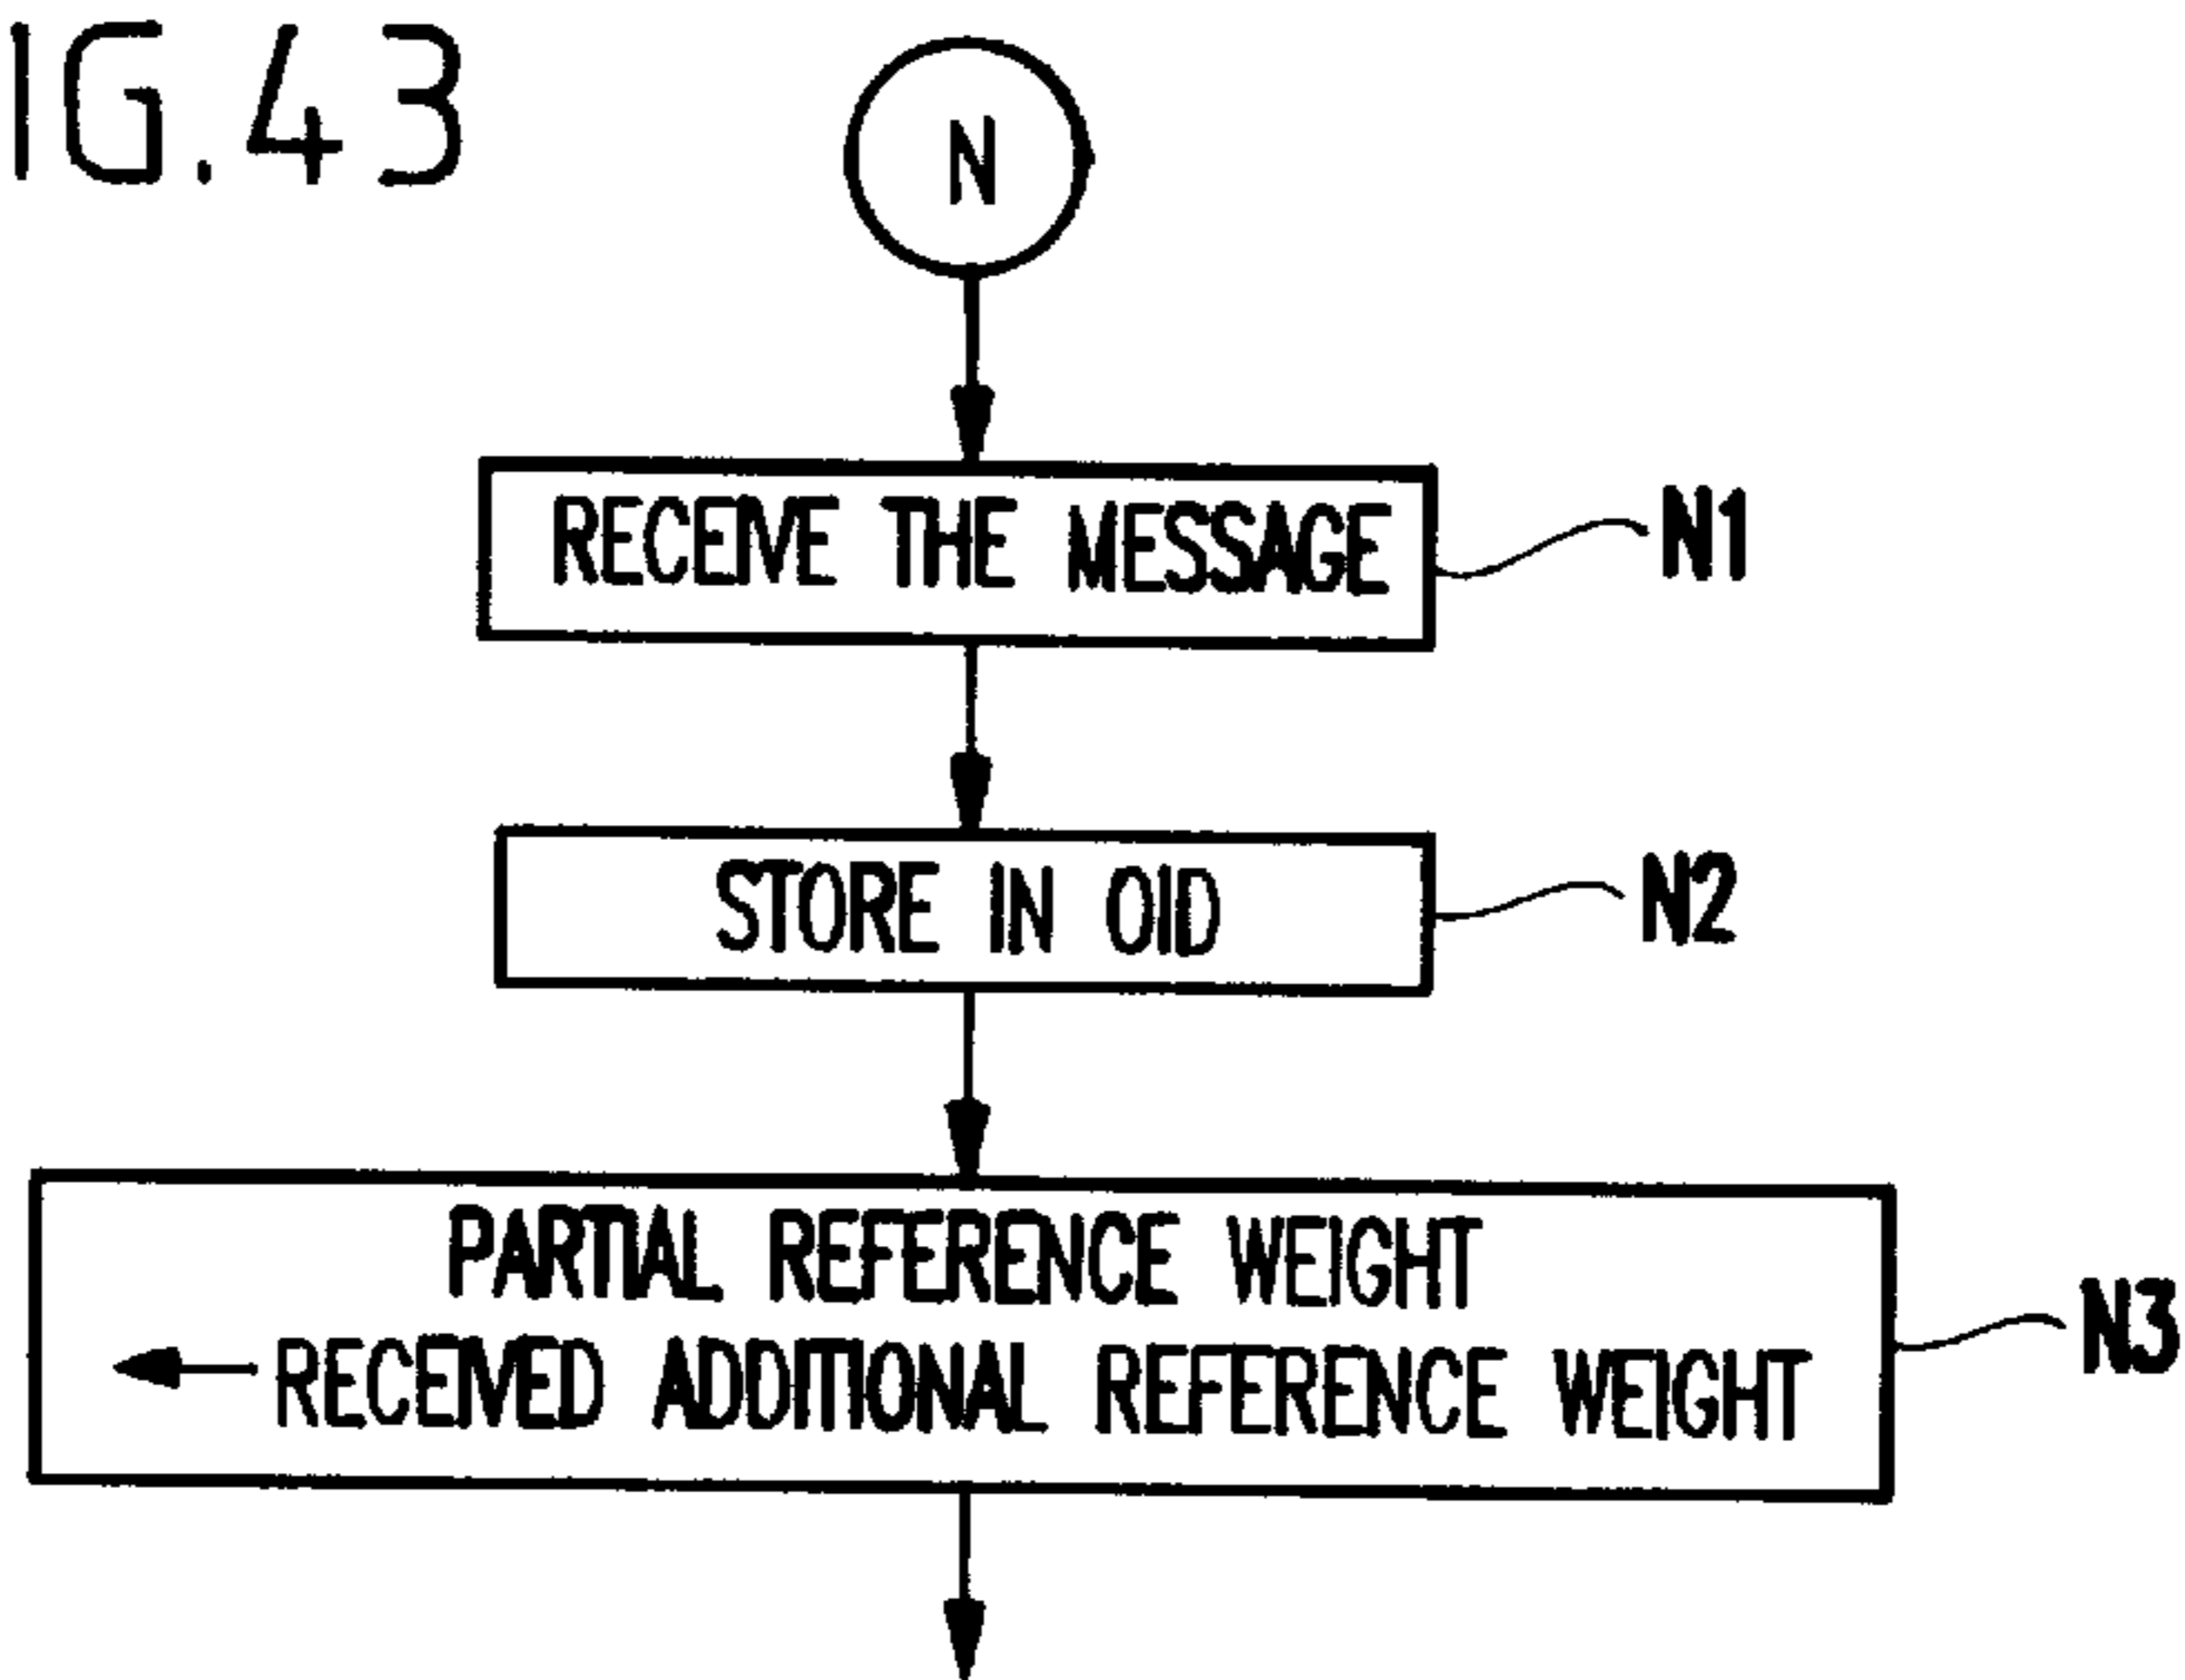 IG.43
N
RECEIVE THE MESSAGE
N1
STORE IN OID
N2
PARTIAL REFERENCE WEIGHT
← RECEIVED ADDITIONAL REFERENCE WEIGHT
N3